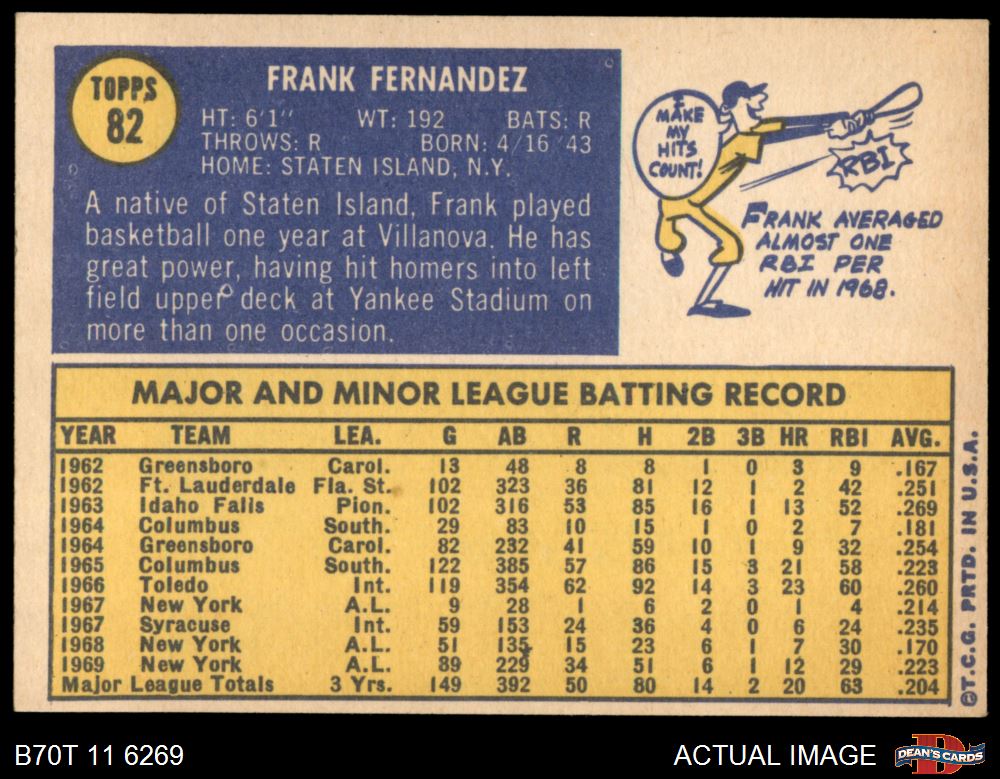 TOPPS
82
FRANK FERNANDEZ
HT: 6'1" WT: 192 BATS: R
THROWS: R BORN: 4/16/43
HOME: STATEN ISLAND, N.Y.
A native of Staten Island, Frank played
basketball one year at Villanova. He has
great power, having hit homers into left
field upper deck at Yankee Stadium on
more than one occasion.
I
MAKE
MY
HITS
COUNT!
RBI
FRANK AVERAGED
ALMOST ONE
RBI PER
HIT IN 1968.
MAJOR AND MINOR LEAGUE BATTING RECORD
YEAR TEAM LEA. G AB R H 2B 3B HR RBI AVG.
1962 Greensboro Carol. 13 48 8 8 1 0 3 9 .167
1962 Ft. Lauderdale Fla. St. 102 323 36 81 12 1 2 42 .251
1963 Idaho Falls Pion. 102 316 53 85 16 1 13 52 .269
1964 Columbus South. 29 83 10 15 1 0 2 7 .181
1964 Greensboro Carol. 82 232 41 59 10 1 9 32 .254
1965 Columbus South. 122 385 57 86 15 3 21 58 .223
1966 Toledo Int. 119 354 62 92 14 3 23 60 .260
1967 New York A.L. 9 28 1 6 2 0 1 4 .214
1967 Syracuse Int. 59 153 24 36 4 0 6 24 .235
1968 New York A.L. 51 135 15 23 6 1 7 30 .170
1969 New York A.L. 89 229 34 51 6 1 12 29 .223
Major League Totals 3 Yrs. 149 392 50 80 14 2 20 63 .204
©T.C.G. PRTD. IN U.S.A.
B70T 11 6269
ACTUAL IMAGE
D
DEAN'S CARDS